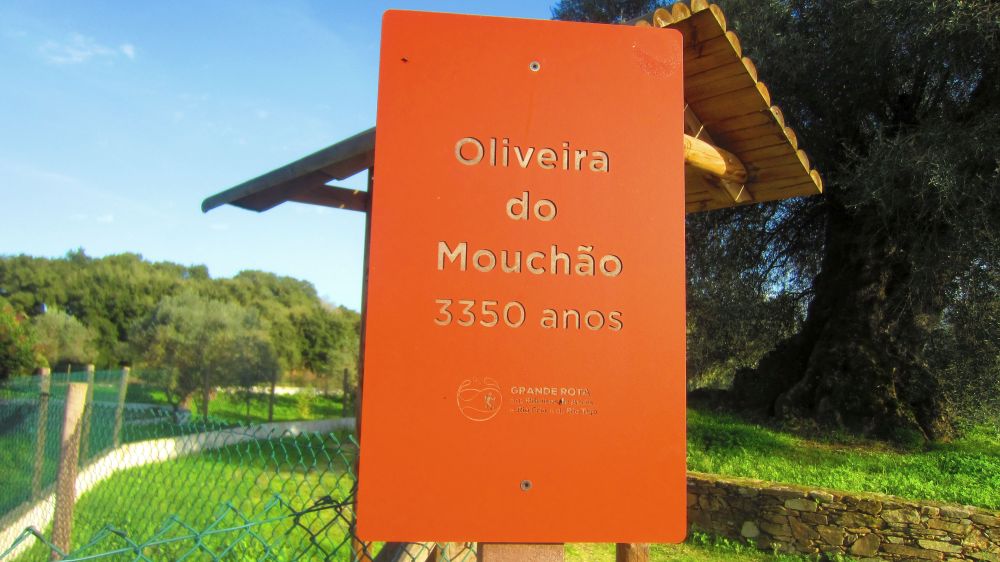 Oliveira
do
Mouchão
3350 anos
GRANDE ROTA